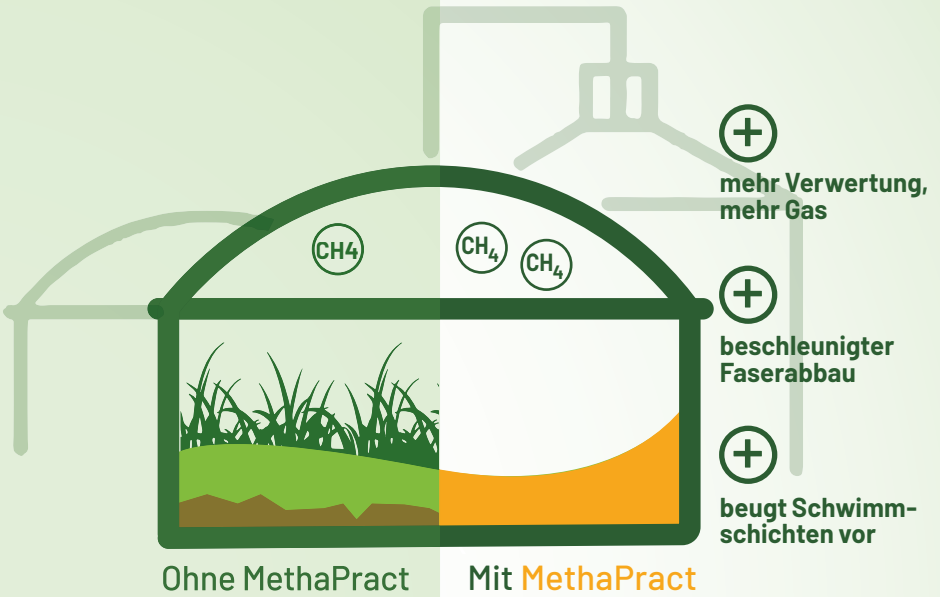 CH4
CH₄
CH₄
mehr Verwertung,
mehr Gas
beschleunigter
Faserabbau
beugt Schwimm-
schichten vor
Ohne MethaPract
Mit MethaPract